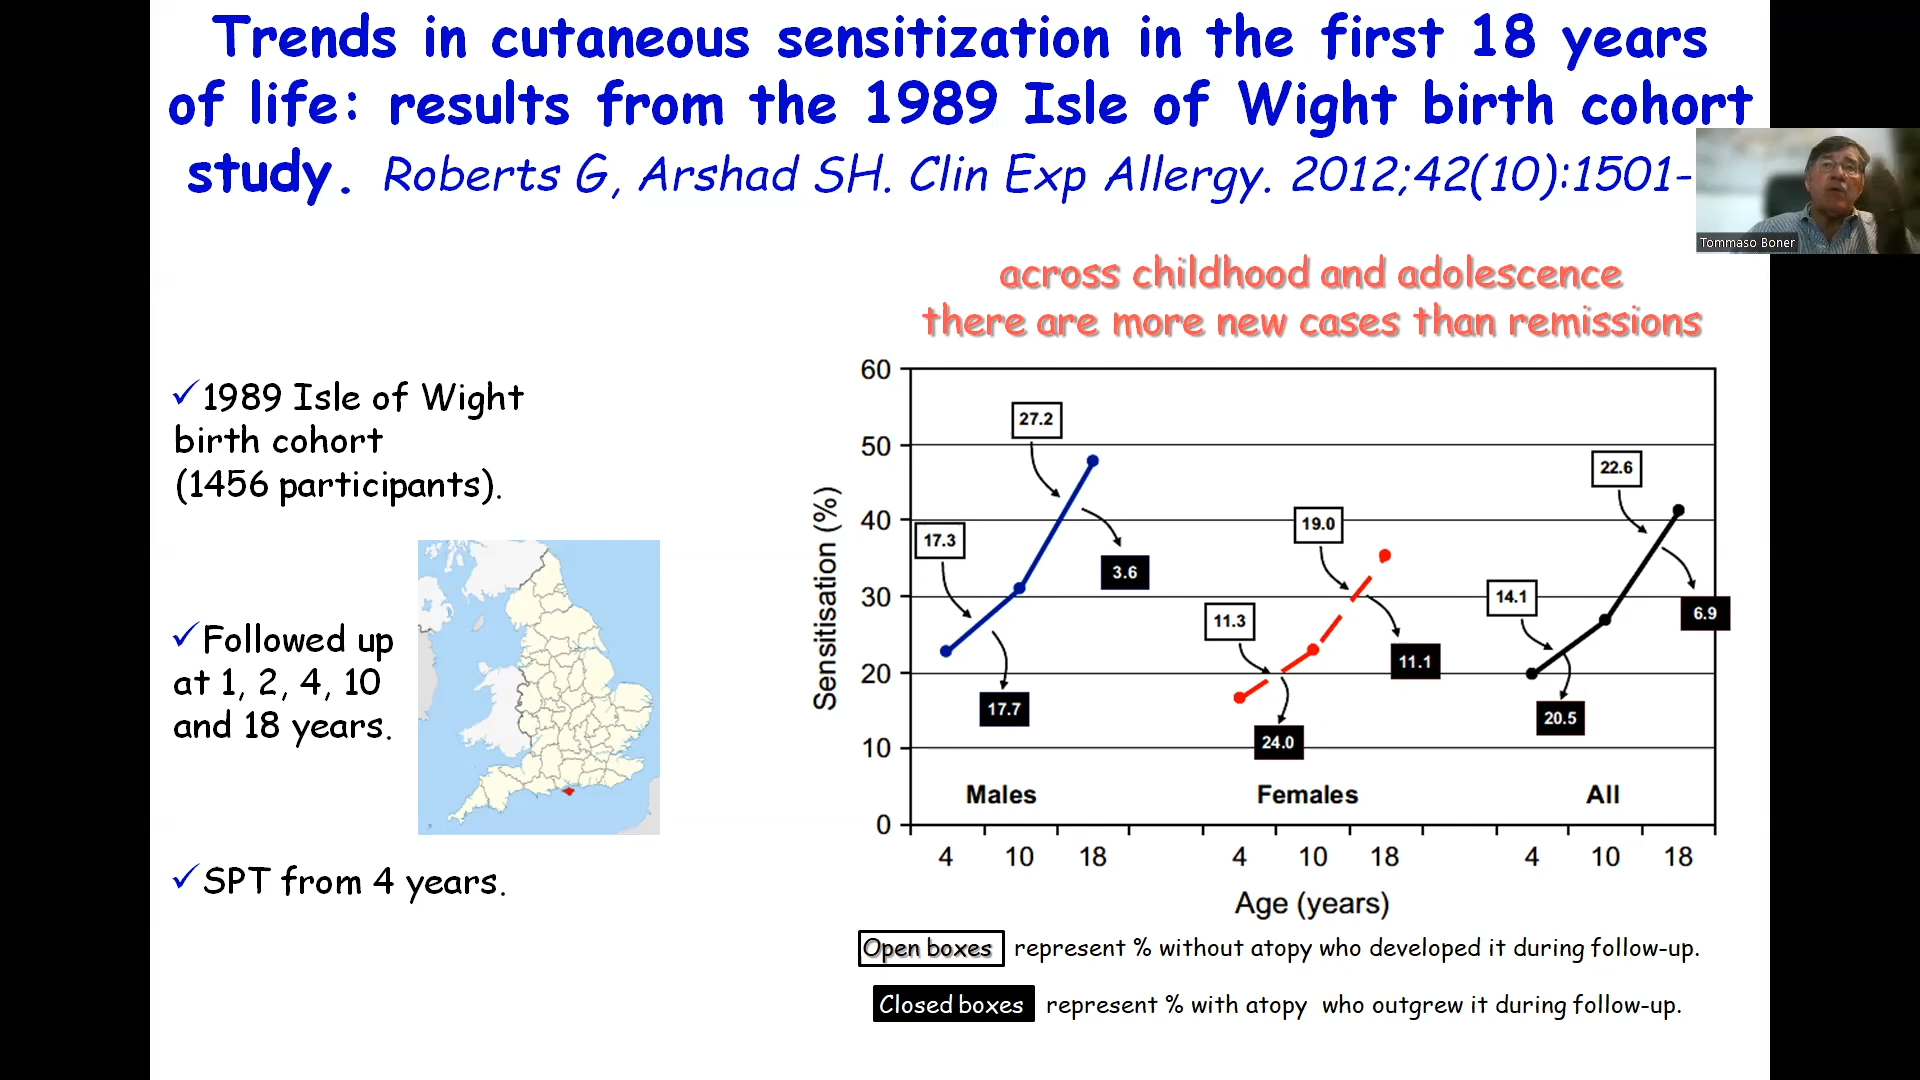 Trends in cutaneous sensitization in the first 18 years
of life: results from the 1989 Isle of Wight birth cohort
study. Roberts G, Arshad SH. Clin Exp Allergy. 2012;42(10):1501-
Tommaso Boner
across childhood and adolescence
there are more new cases than remissions
✓1989 Isle of Wight
birth cohort
(1456 participants).
✓Followed up
at 1, 2, 4, 10
and 18 years.
✓SPT from 4 years.
Sensitisation (%)
60
50
40
30
20
10
0
17.3
27.2
17.7
3.6
Males
11.3
19.0
24.0
11.1
Females
14.1
22.6
20.5
6.9
All
4 10 18 4 10 18 4 10 18
Age (years)
Open boxes represent % without atopy who developed it during follow-up.
Closed boxes represent % with atopy who outgrew it during follow-up.